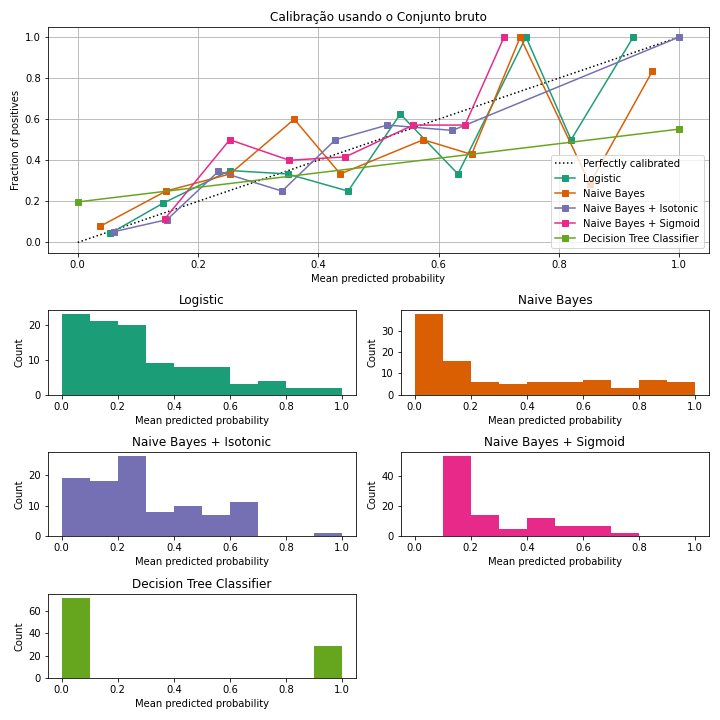 Calibração usando o Conjunto bruto
Fraction of positives
1.0
0.8
0.6
0.4
0.2
0.0
0.0 0.2 0.4 0.6 0.8 1.0
Mean predicted probability
Perfectly calibrated
Logistic
Naive Bayes
Naive Bayes + Isotonic
Naive Bayes + Sigmoid
Decision Tree Classifier
Logistic
Count
20
10
0
0.0 0.2 0.4 0.6 0.8 1.0
Mean predicted probability
Naive Bayes
Count
30
20
10
0
0.0 0.2 0.4 0.6 0.8 1.0
Mean predicted probability
Naive Bayes + Isotonic
Count
20
10
0
0.0 0.2 0.4 0.6 0.8 1.0
Mean predicted probability
Naive Bayes + Sigmoid
Count
40
20
0
0.0 0.2 0.4 0.6 0.8 1.0
Mean predicted probability
Decision Tree Classifier
Count
60
40
20
0
0.0 0.2 0.4 0.6 0.8 1.0
Mean predicted probability